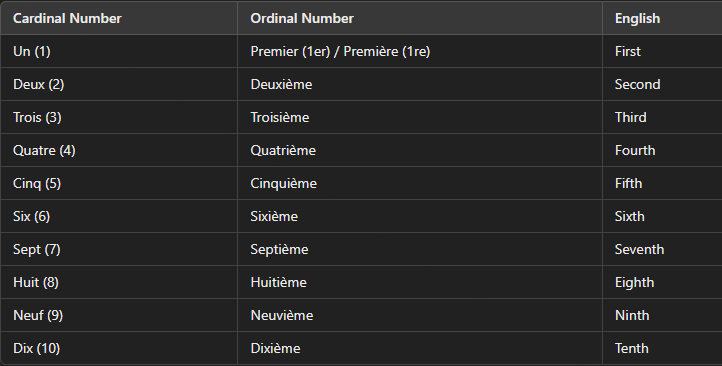 Cardinal Number Ordinal Number English
Un (1) Premier (1er) / Première (1re) First
Deux (2) Deuxième Second
Trois (3) Troisième Third
Quatre (4) Quatrième Fourth
Cinq (5) Cinquième Fifth
Six (6) Sixième Sixth
Sept (7) Septième Seventh
Huit (8) Huitième Eighth
Neuf (9) Neuvième Ninth
Dix (10) Dixième Tenth